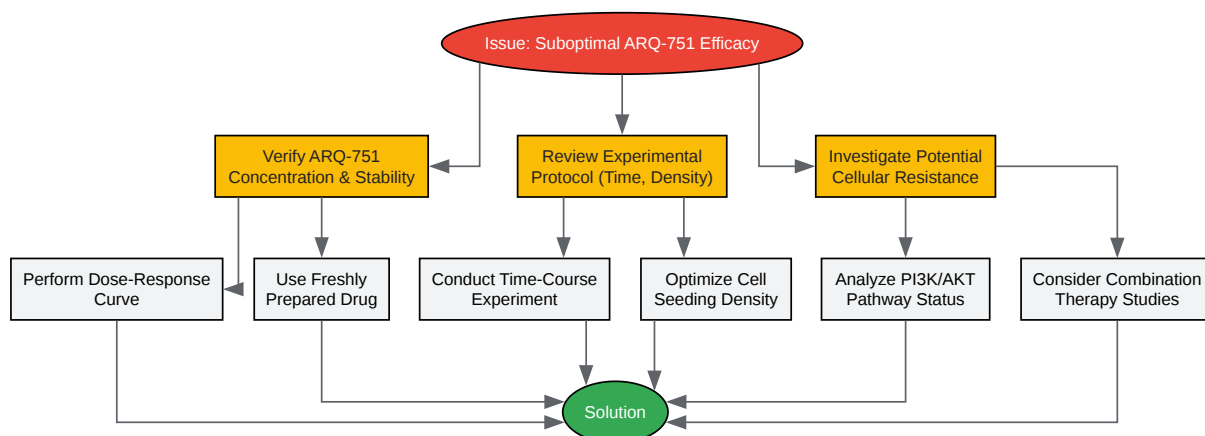 Issue: Suboptimal ARQ-751 Efficacy
Verify ARQ-751
Concentration & Stability
Review Experimental
Protocol (Time, Density)
Investigate Potential
Cellular Resistance
Perform Dose-Response
Curve
Use Freshly
Prepared Drug
Conduct Time-Course
Experiment
Optimize Cell
Seeding Density
Analyze PI3K/AKT
Pathway Status
Consider Combination
Therapy Studies
Solution